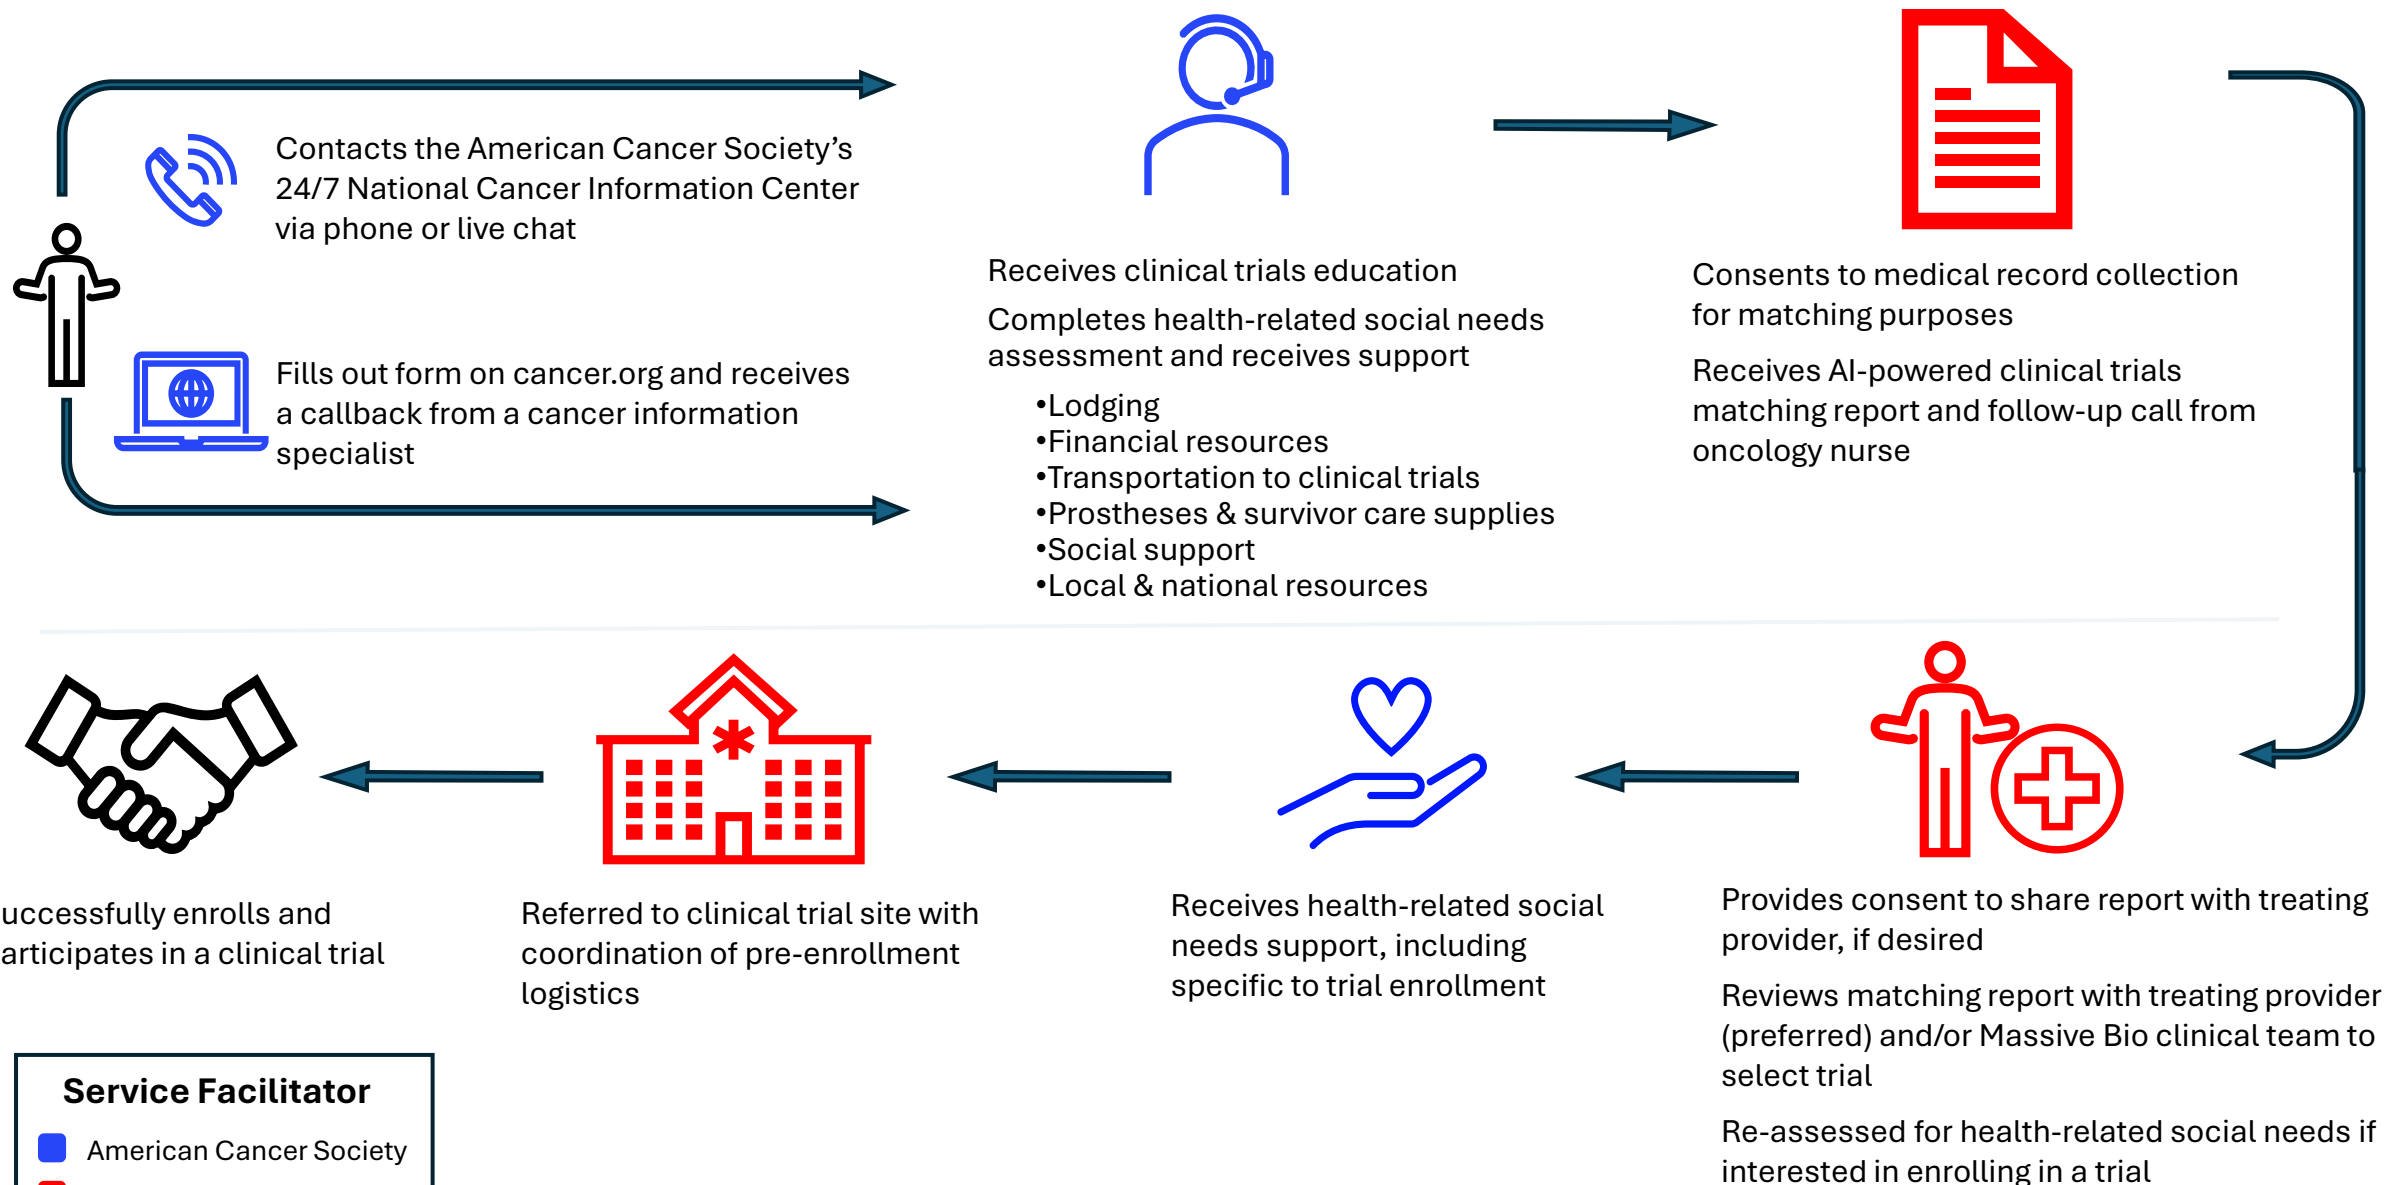 Contacts the American Cancer Society’s
24/7 National Cancer Information Center
via phone or live chat
Fills out form on cancer.org and receives
a callback from a cancer information
specialist
Receives clinical trials education
Completes health-related social needs
assessment and receives support
•Lodging
•Financial resources
•Transportation to clinical trials
•Prostheses & survivor care supplies
•Social support
•Local & national resources
Consents to medical record collection
for matching purposes
Receives AI-powered clinical trials
matching report and follow-up call from
oncology nurse
uccessfully enrolls and
articipates in a clinical trial
Referred to clinical trial site with
coordination of pre-enrollment
logistics
Receives health-related social
needs support, including
specific to trial enrollment
Provides consent to share report with treating
provider, if desired
Reviews matching report with treating provider
(preferred) and/or Massive Bio clinical team to
select trial
Re-assessed for health-related social needs if
interested in enrolling in a trial
Service Facilitator
American Cancer Society